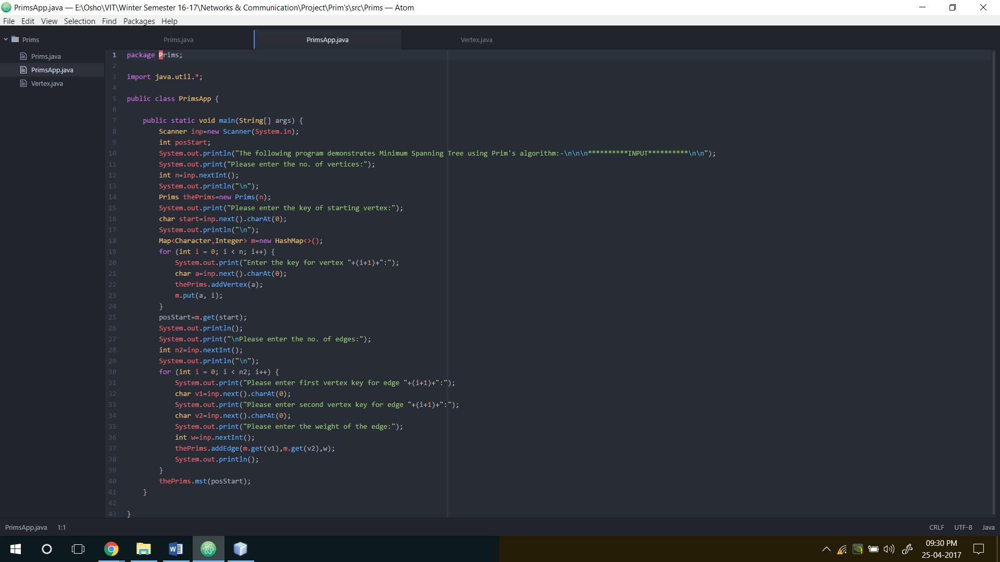 PrimsApp.java — E:\Osho\VIT\Winter Semester 16-17\Networks & Communication\Project\Prim's\src\Prims — Atom
File Edit View Selection Find Packages Help
Prims
Prims.java
PrimsApp.java
Vertex.java
Prims.java PrimsApp.java Vertex.java
1 package Prims;
2
3 import java.util.*;
4
5 public class PrimsApp {
6
7     public static void main(String[] args) {
8         Scanner inp=new Scanner(System.in);
9         int posStart;
10         System.out.println("The following program demonstrates Minimum Spanning Tree using Prim's algorithm:-\n\n\n**********INPUT**********\n\n");
11         System.out.print("Please enter the no. of vertices:");
12         int n=inp.nextInt();
13         System.out.println("\n");
14         Prims thePrims=new Prims(n);
15         System.out.print("Please enter the key of starting vertex:");
16         char start=inp.next().charAt(0);
17         System.out.println("\n");
18         Map<Character,Integer> m=new HashMap<>();
19         for (int i = 0; i < n; i++) {
20             System.out.print("Enter the key for vertex "+(i+1)+":");
21             char a=inp.next().charAt(0);
22             thePrims.addVertex(a);
23             m.put(a, i);
24         }
25         posStart=m.get(start);
26         System.out.println();
27         System.out.print("\nPlease enter the no. of edges:");
28         int n2=inp.nextInt();
29         System.out.println("\n");
30         for (int i = 0; i < n2; i++) {
31             System.out.print("Please enter first vertex key for edge "+(i+1)+":");
32             char v1=inp.next().charAt(0);
33             System.out.print("Please enter second vertex key for edge "+(i+1)+":");
34             char v2=inp.next().charAt(0);
35             System.out.print("Please enter the weight of the edge:");
36             int w=inp.nextInt();
37             thePrims.addEdge(m.get(v1),m.get(v2),w);
38             System.out.println();
39         }
40         thePrims.mst(posStart);
41     }
42
43 }
PrimsApp.java 1:1 CRLF UTF-8 Java
09:30 PM
25-04-2017